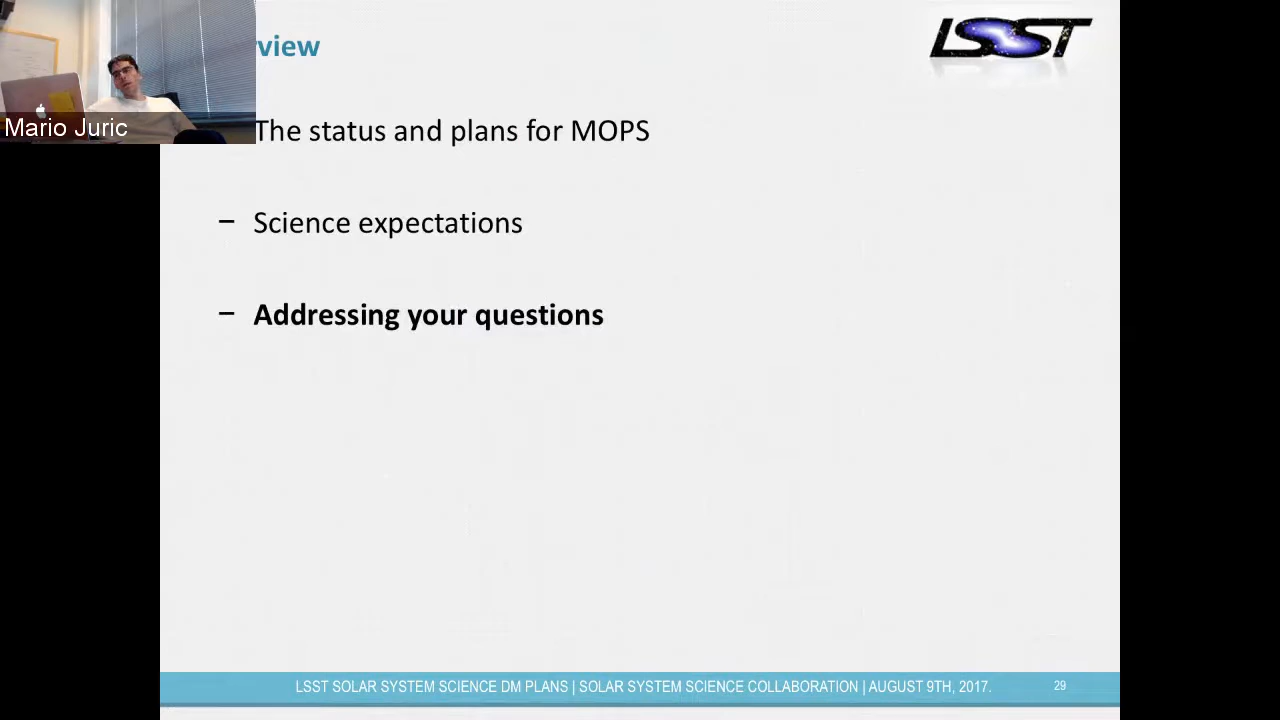 rview
LSST
Mario Juric
The status and plans for MOPS
– Science expectations
– Addressing your questions
LSST SOLAR SYSTEM SCIENCE DM PLANS | SOLAR SYSTEM SCIENCE COLLABORATION | AUGUST 9TH, 2017.
29